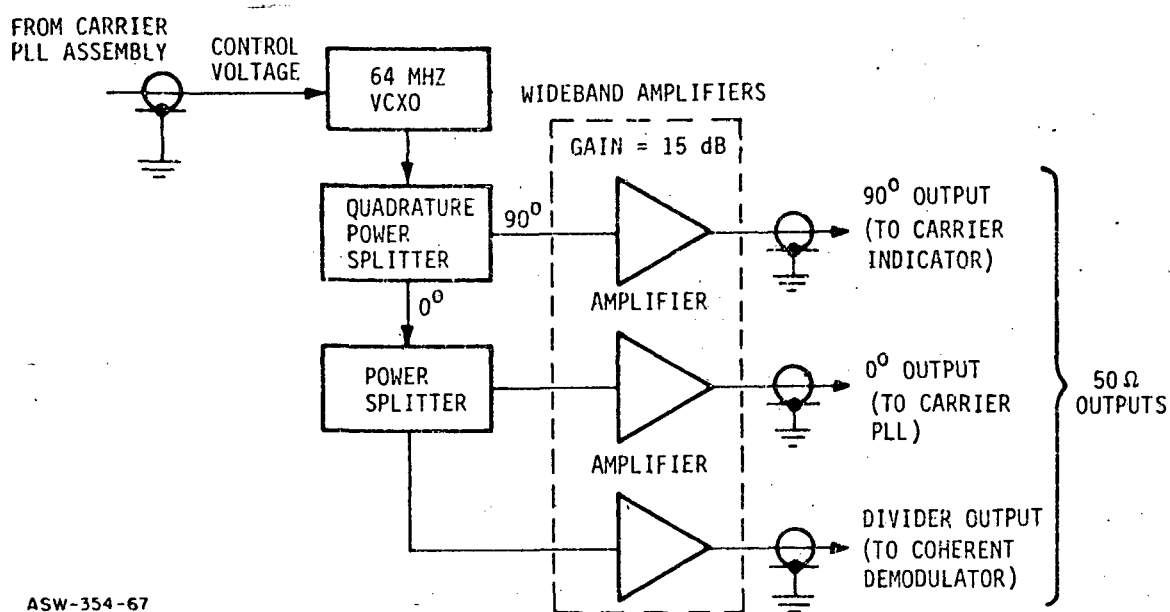 FROM CARRIER
PLL ASSEMBLY
CONTROL
VOLTAGE
64 MHZ
VCXO
WIDEBAND AMPLIFIERS
GAIN = 15 dB
QUADRATURE
POWER
SPLITTER
90°
0°
AMPLIFIER
90° OUTPUT
(TO CARRIER
INDICATOR)
POWER
SPLITTER
AMPLIFIER
0° OUTPUT
(TO CARRIER
PLL)
50 Ω
OUTPUTS
DIVIDER OUTPUT
(TO COHERENT
DEMODULATOR)
ASW-354-67